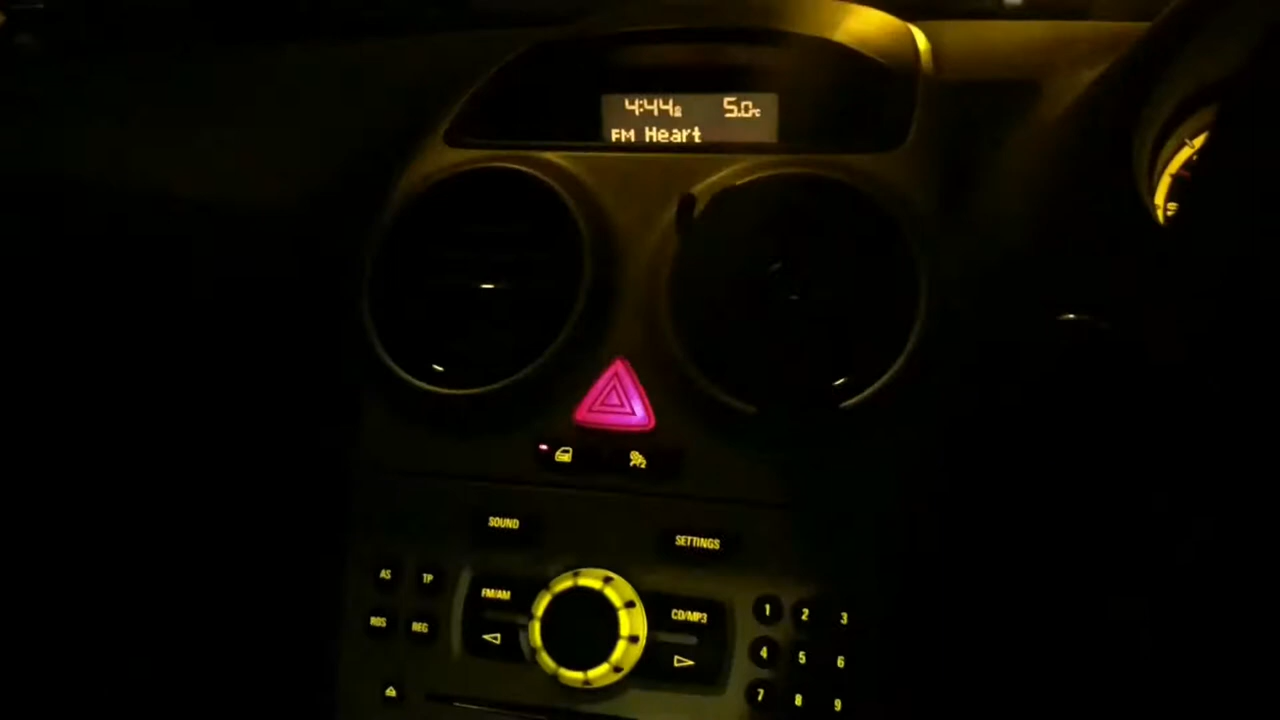 4:44 5.0°C
FM Heart
SOUND
SETTINGS
AS TP
FM/AM
CD/MP3
RDS REG
1 2 3
4 5 6
7 8 9